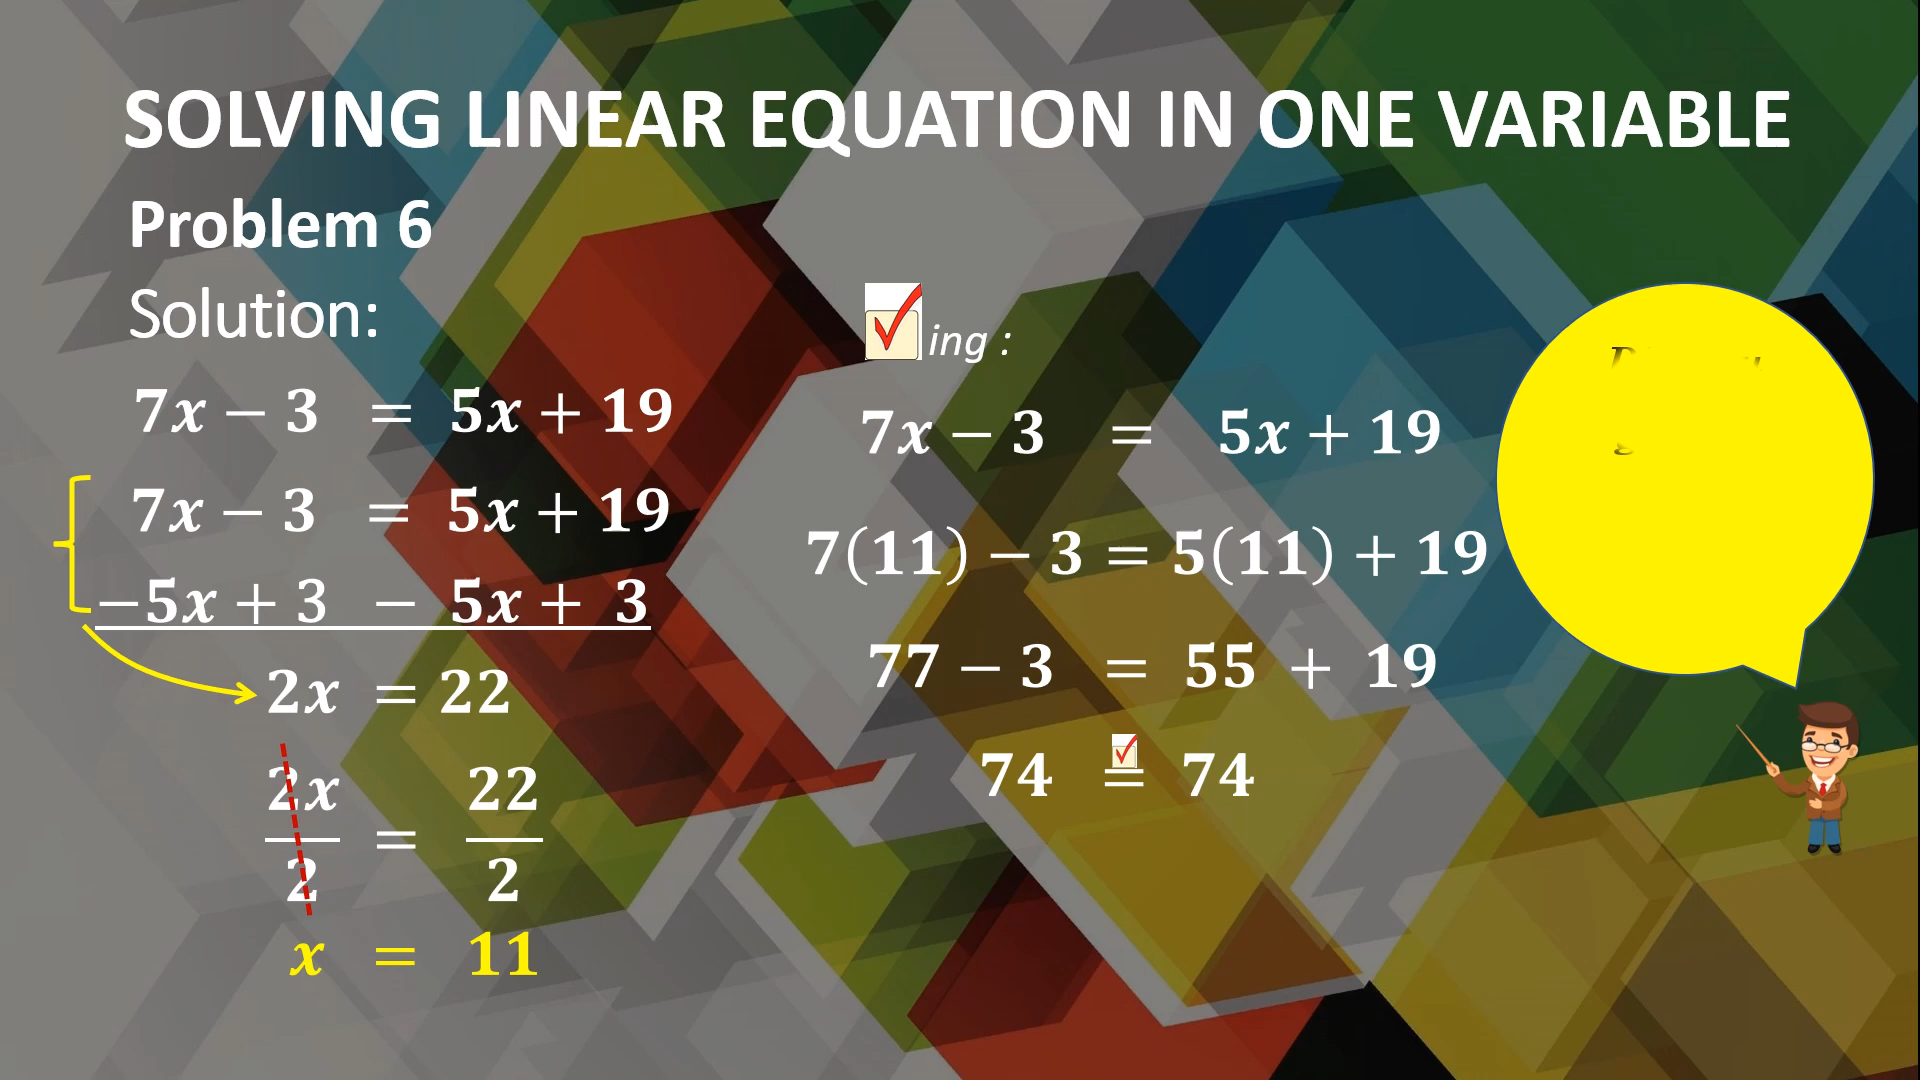 SOLVING LINEAR EQUATION IN ONE VARIABLE
Problem 6
Solution:
7x − 3 = 5x + 19
7x − 3 = 5x + 19
−5x + 3 − 5x + 3
2x = 22
2x/2 = 22/2
x = 11
ing :
7x − 3 = 5x + 19
7(11) − 3 = 5(11) + 19
77 − 3 = 55 + 19
74 = 74